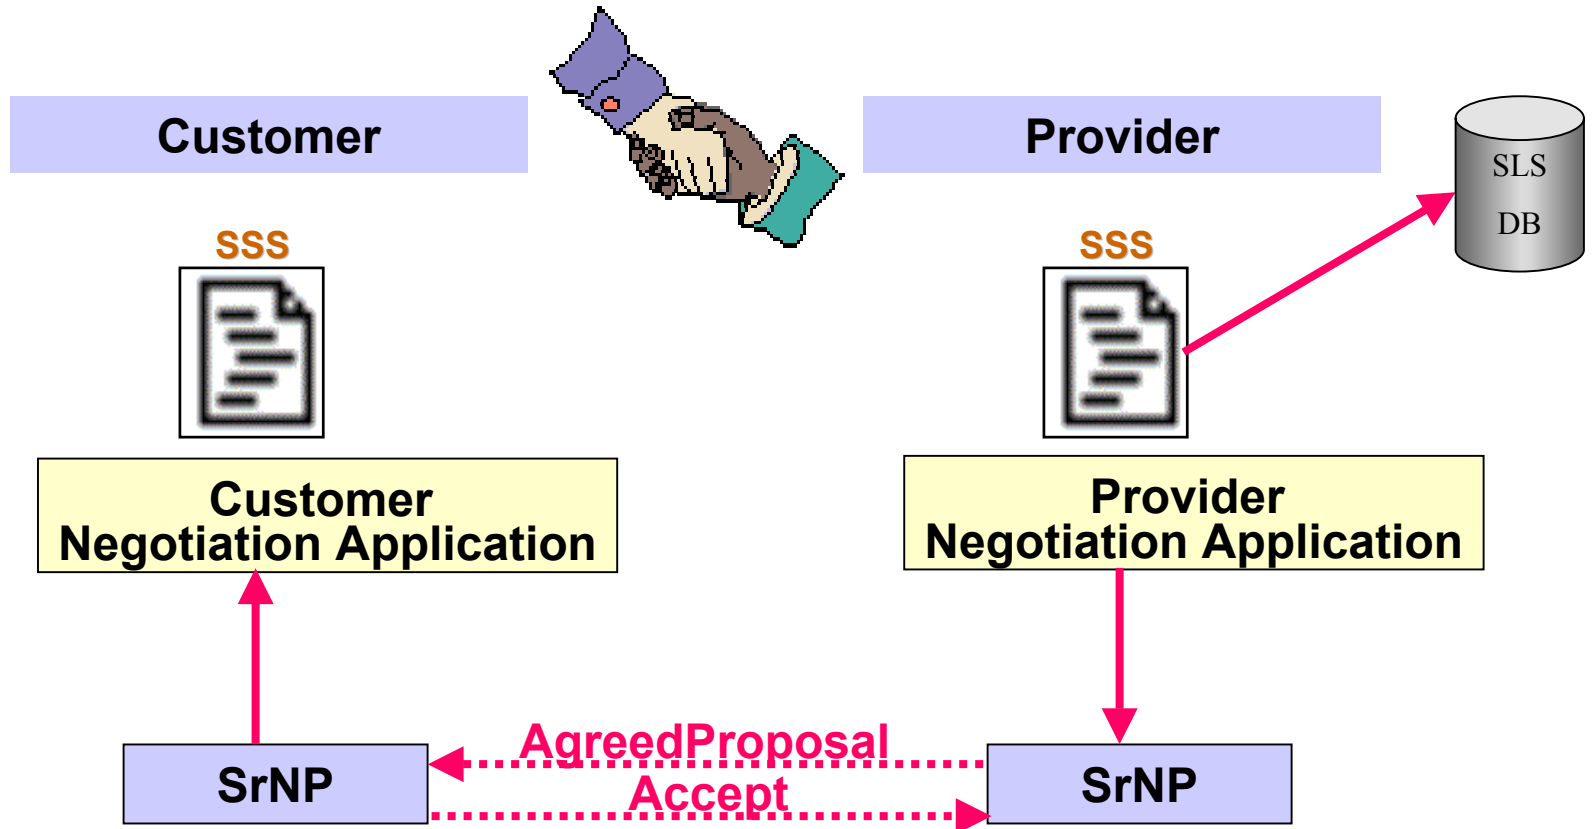 Customer
Provider
SLS
DB
SSS
SSS
Customer
Negotiation Application
Provider
Negotiation Application
AgreedProposal
Accept
SrNP
SrNP